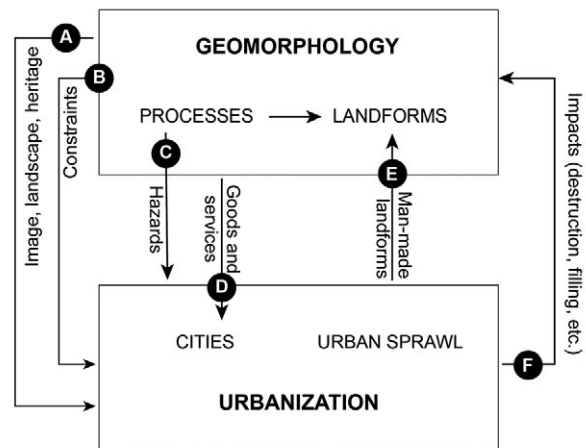 A
B
GEOMORPHOLOGY
PROCESSES
LANDFORMS
Image, landscape, heritage
Constraints
C
Hazards
Goods and
services
D
E
Man-made
landforms
Impacts (destruction, filling, etc.)
CITIES
URBAN SPRAWL
F
URBANIZATION